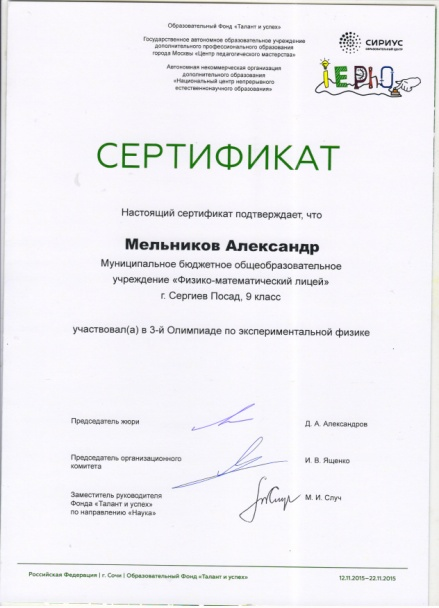 Образовательный Фонд «Талант и успех»
Государственное автономное образовательное учреждение
дополнительного профессионального образования
города Москвы «Центр педагогического мастерства»
Автономная некоммерческая организация
дополнительного образования
«Национальный центр непрерывного
естественнонаучного образования»
СИРИУС
ОБРАЗОВАТЕЛЬНЫЙ ЦЕНТР
IEPhO
СЕРТИФИКАТ
Настоящий сертификат подтверждает, что
Мельников Александр
Муниципальное бюджетное общеобразовательное
учреждение «Физико-математический лицей»
г. Сергиев Посад, 9 класс
участвовал(а) в 3-й Олимпиаде по экспериментальной физике
Председатель жюри
Д. А. Александров
Председатель организационного
комитета
И. В. Ященко
Заместитель руководителя
Фонда «Талант и успех»
по направлению «Наука»
М. И. Случ
Российская Федерация | г. Сочи | Образовательный Фонд «Талант и успех»
12.11.2015—22.11.2015